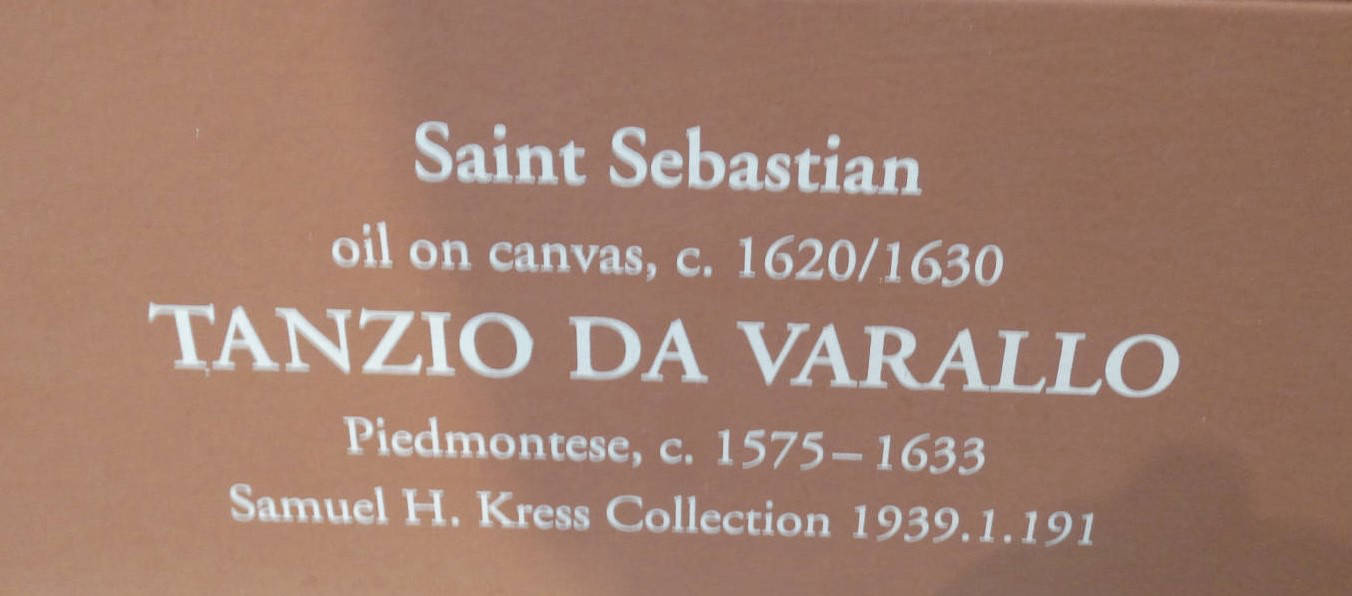 Saint Sebastian
oil on canvas, c. 1620/1630
TANZIO DA VARALLO
Piedmontese, c. 1575–1633
Samuel H. Kress Collection 1939.1.191